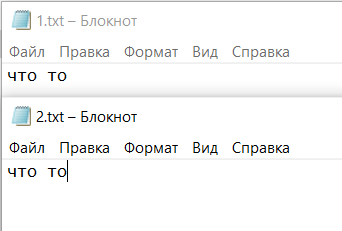 1.txt – Блокнот
Файл Правка Формат Вид Справка
что то
2.txt – Блокнот
Файл Правка Формат Вид Справка
что то